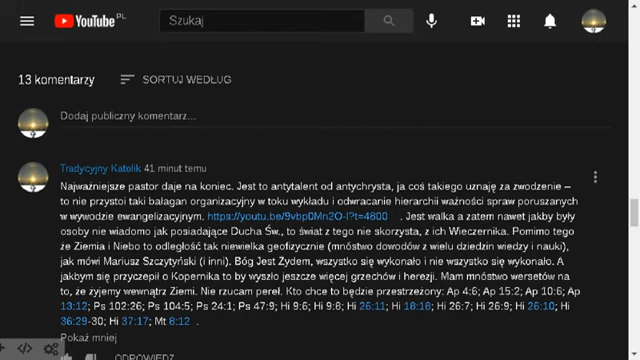 YouTube PL
Szukaj
13 komentarzy
SORTUJ WEDŁUG
Dodaj publiczny komentarz...
Tradycyjny Katolik 41 minut temu
Najważniejsze pastor daje na koniec. Jest to antytalent od antychrysta, ja coś takiego uznaję za zwodzenie –
to nie przystoi taki bałagan organizacyjny w toku wykładu i odwracanie hierarchii ważności spraw poruszanych
w wywodzie ewangelizacyjnym. https://youtu.be/9vbp0Mn2O-I?t=4800 . Jest walka a zatem nawet jakby były
osoby nie wiadomo jak posiadające Ducha Św., to świat z tego nie skorzysta, z ich Wieczernika. Pomimo tego
że Ziemia i Niebo to odległość tak niewielka geofizycznie (mnóstwo dowodów z wielu dziedzin wiedzy i nauki),
jak mówi Mariusz Szczytyński (i inni). Bóg Jest Żydem, wszystko się wykonało i nie wszystko się wykonało. A
jakbym się przyczepił o Kopernika to by wyszło jeszcze więcej grzechów i herezji. Mam mnóstwo wersetów na
to, że żyjemy wewnątrz Ziemi. Nie rzucam pereł. Kto chce to będzie przestrzeżony: Ap 4:6; Ap 15:2; Ap 10:6; Ap
13:12; Ps 102:26; Ps 104:5; Ps 24:1; Ps 47:9; Hi 9:6; Hi 9:8; Hi 26:11; Hi 18:18; Hi 26:7; Hi 26:9; Hi 26:10; Hi
36:29-30; Hi 37:17; Mt 8:12 .
Pokaż mniej
ODPOWIEDZ